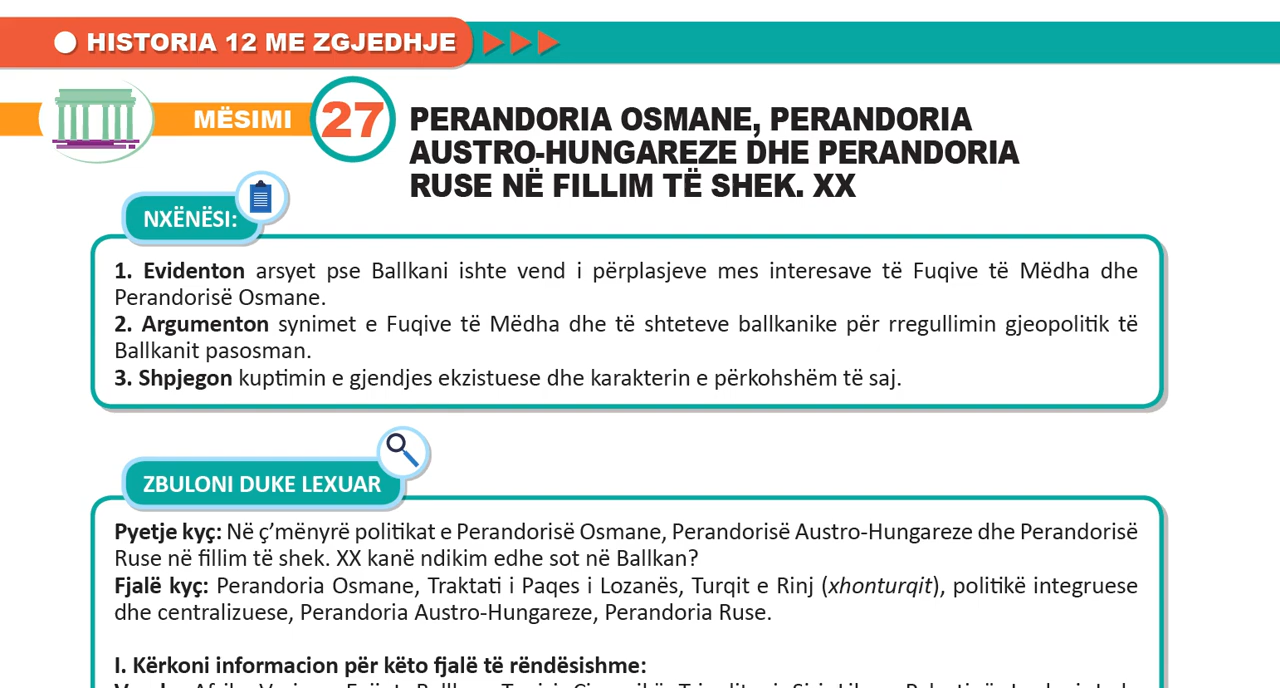 HISTORIA 12 ME ZGJEDHJE
MËSIMI 27
PERANDORIA OSMANE, PERANDORIA
AUSTRO-HUNGAREZE DHE PERANDORIA
RUSE NË FILLIM TË SHEK. XX
NXËNËSI:
1. Evidenton arsyet pse Ballkani ishte vend i përplasjeve mes interesave të Fuqive të Mëdha dhe
Perandorisë Osmane.
2. Argumenton synimet e Fuqive të Mëdha dhe të shteteve ballkanike për rregullimin gjeopolitik të
Ballkanit pasosman.
3. Shpjegon kuptimin e gjendjes ekzistuese dhe karakterin e përkohshëm të saj.
ZBULONI DUKE LEXUAR
Pyetje kyç: Në ç’mënyrë politikat e Perandorisë Osmane, Perandorisë Austro-Hungareze dhe Perandorisë
Ruse në fillim të shek. XX kanë ndikim edhe sot në Ballkan?
Fjalë kyç: Perandoria Osmane, Traktati i Paqes i Lozanës, Turqit e Rinj (xhonturqit), politikë integruese
dhe centralizuese, Perandoria Austro-Hungareze, Perandoria Ruse.
I. Kërkoni informacion për këto fjalë të rëndësishme: